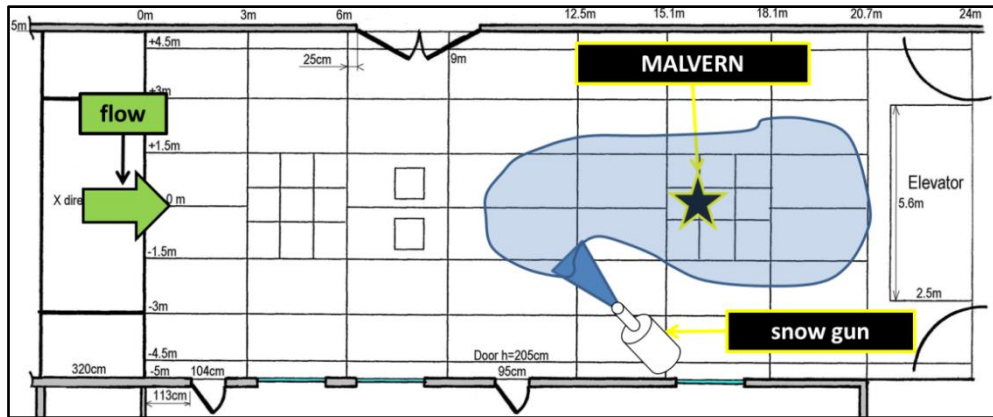 0m 3m 6m 12.5m 15.1m 18.1m 20.7m 24m
5m
+4.5m
25cm
9m
MALVERN
+3m
flow
+1.5m
Elevator
X dire
0 m
5.6m
-1.5m
2.5m
-3m
snow gun
-4.5m
Door h=205cm
320cm
-5m
104cm
95cm
113cm